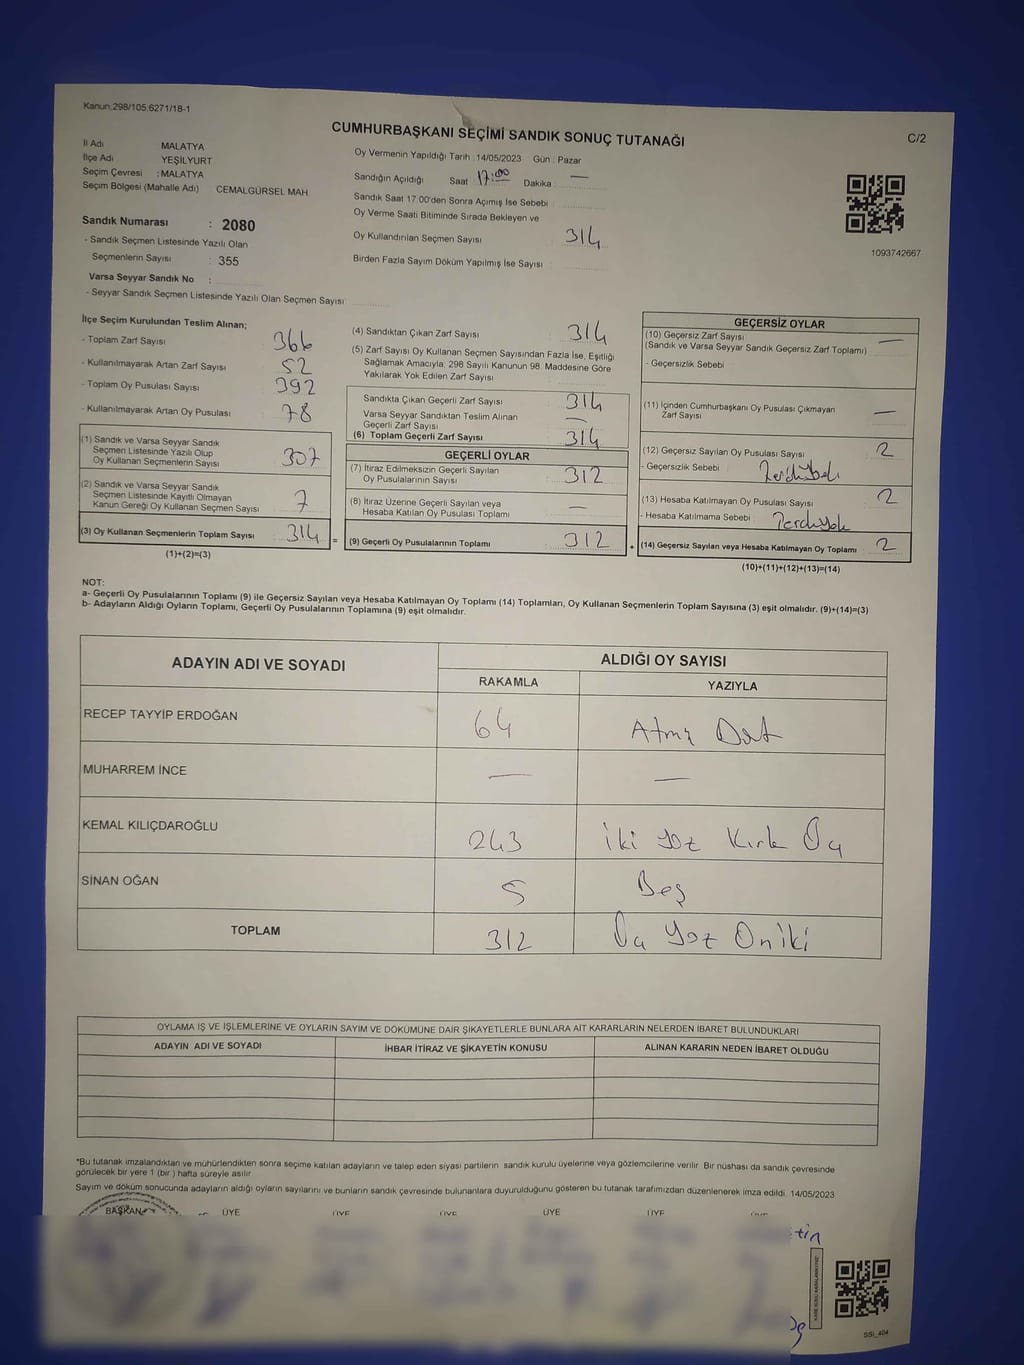 Kanun:298/105;6271/18-1
C/2
CUMHURBAŞKANI SEÇİMİ SANDIK SONUÇ TUTANAĞI
İl Adı MALATYA
İlçe Adı YEŞİLYURT
Seçim Çevresi : MALATYA
Seçim Bölgesi (Mahalle Adı) CEMALGÜRSEL MAH.
Sandık Numarası : 2080
- Sandık Seçmen Listesinde Yazılı Olan
Seçmenlerin Sayısı : 355
Varsa Seyyar Sandık No :
- Seyyar Sandık Seçmen Listesinde Yazılı Olan Seçmen Sayısı:
Oy Vermenin Yapıldığı Tarih : 14/05/2023 Gün : Pazar
Sandığın Açıldığı Saat 17:00 Dakika : —
Sandık Saat 17:00'den Sonra Açımış İse Sebebi :
Oy Verme Saati Bitiminde Sırada Bekleyen ve
Oy Kullandırılan Seçmen Sayısı 314
Birden Fazla Sayım Döküm Yapılmış İse Sayısı :
1093742667
İlçe Seçim Kurulundan Teslim Alınan;
- Toplam Zarf Sayısı 366
- Kullanılmayarak Artan Zarf Sayısı 52
- Toplam Oy Pusulası Sayısı 392
- Kullanılmayarak Artan Oy Pusulası 78
(1) Sandık ve Varsa Seyyar Sandık
Seçmen Listesinde Yazılı Olup
Oy Kullanan Seçmenlerin Sayısı 307
(2) Sandık ve Varsa Seyyar Sandık
Seçmen Listesinde Kayıtlı Olmayan
Kanun Gereği Oy Kullanan Seçmen Sayısı : 7
(3) Oy Kullanan Seçmenlerin Toplam Sayısı : 314 =
(1)+(2)=(3)
(4) Sandıktan Çıkan Zarf Sayısı 314
(5) Zarf Sayısı Oy Kullanan Seçmen Sayısından Fazla İse, Eşitliği
Sağlamak Amacıyla; 298 Sayılı Kanunun 98. Maddesine Göre
Yakılarak Yok Edilen Zarf Sayısı :
Sandıkta Çıkan Geçerli Zarf Sayısı 314
Varsa Seyyar Sandıktan Teslim Alınan
Geçerli Zarf Sayısı —
(6) Toplam Geçerli Zarf Sayısı 314
GEÇERLİ OYLAR
(7) İtiraz Edilmeksizin Geçerli Sayılan
Oy Pusulalarının Sayısı : 312
(8) İtiraz Üzerine Geçerli Sayılan veya
Hesaba Katılan Oy Pusulası Toplamı : —
(9) Geçerli Oy Pusulalarının Toplamı : 312 +
GEÇERSİZ OYLAR
(10) Geçersiz Zarf Sayısı —
(Sandık ve Varsa Seyyar Sandık Geçersiz Zarf Toplamı) :
- Geçersizlik Sebebi :
(11) İçinden Cumhurbaşkanı Oy Pusulası Çıkmayan
Zarf Sayısı : —
(12) Geçersiz Sayılan Oy Pusulası Sayısı : 2
- Geçersizlik Sebebi :
(13) Hesaba Katılmayan Oy Pusulası Sayısı : 2
- Hesaba Katılmama Sebebi :
(14) Geçersiz Sayılan veya Hesaba Katılmayan Oy Toplamı : 2
(10)+(11)+(12)+(13)=(14)
NOT:
a- Geçerli Oy Pusulalarının Toplamı (9) ile Geçersiz Sayılan veya Hesaba Katılmayan Oy Toplamı (14) Toplamları, Oy Kullanan Seçmenlerin Toplam Sayısına (3) eşit olmalıdır. (9)+(14)=(3)
b- Adayların Aldığı Oyların Toplamı, Geçerli Oy Pusulalarının Toplamına (9) eşit olmalıdır.
ADAYIN ADI VE SOYADI
ALDIĞI OY SAYISI
RAKAMLA YAZIYLA
RECEP TAYYİP ERDOĞAN 64 Atmış Dört
MUHARREM İNCE — —
KEMAL KILIÇDAROĞLU 243 iki yüz Kırk Üç
SİNAN OĞAN 5 Beş
TOPLAM 312 Üç Yüz Oniki
OYLAMA İŞ VE İŞLEMLERİNE VE OYLARIN SAYIM VE DÖKÜMÜNE DAİR ŞİKAYETLERLE BUNLARA AİT KARARLARIN NELERDEN İBARET BULUNDUKLARI
ADAYIN ADI VE SOYADI İHBAR İTİRAZ VE ŞİKAYETİN KONUSU ALINAN KARARIN NEDEN İBARET OLDUĞU
*Bu tutanak imzalandıktan ve mühürlendikten sonra seçime katılan adayların ve talep eden siyasi partilerin sandık kurulu üyelerine veya gözlemcilerine verilir. Bir nüshası da sandık çevresinde
görülecek bir yere 1 (bir ) hafta süreyle asılır.
Sayım ve döküm sonucunda adayların aldığı oyların sayılarını ve bunların sandık çevresinde bulunanlara duyurulduğunu gösteren bu tutanak tarafımızdan düzenlenerek imza edildi. 14/05/2023
BAŞKAN ÜYE ÜYE ÜYE ÜYE ÜYE
SSI_404